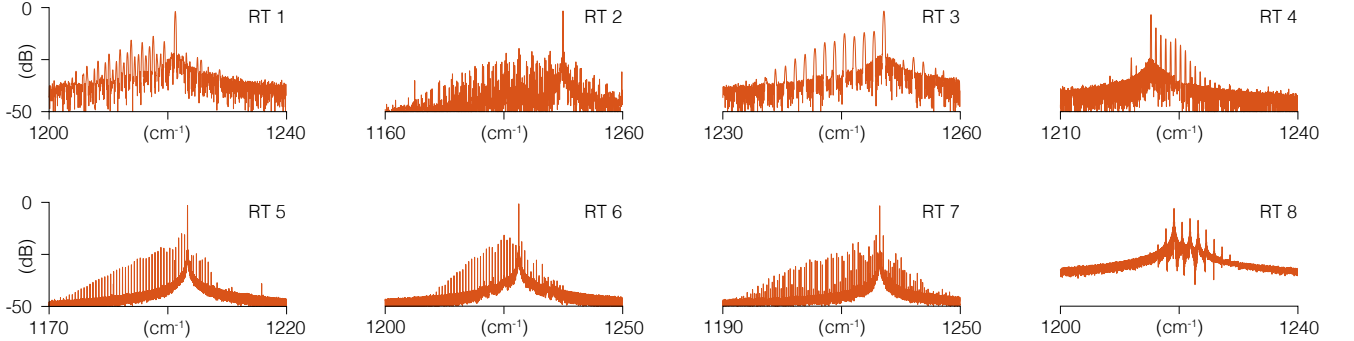 0 RT 1 RT 2 RT 3 RT 4
(dB)
-50
1200 (cm⁻¹) 1240 1160 (cm⁻¹) 1260 1230 (cm⁻¹) 1260 1210 (cm⁻¹) 1240
0 RT 5 RT 6 RT 7 RT 8
(dB)
-50
1170 (cm⁻¹) 1220 1200 (cm⁻¹) 1250 1190 (cm⁻¹) 1250 1200 (cm⁻¹) 1240